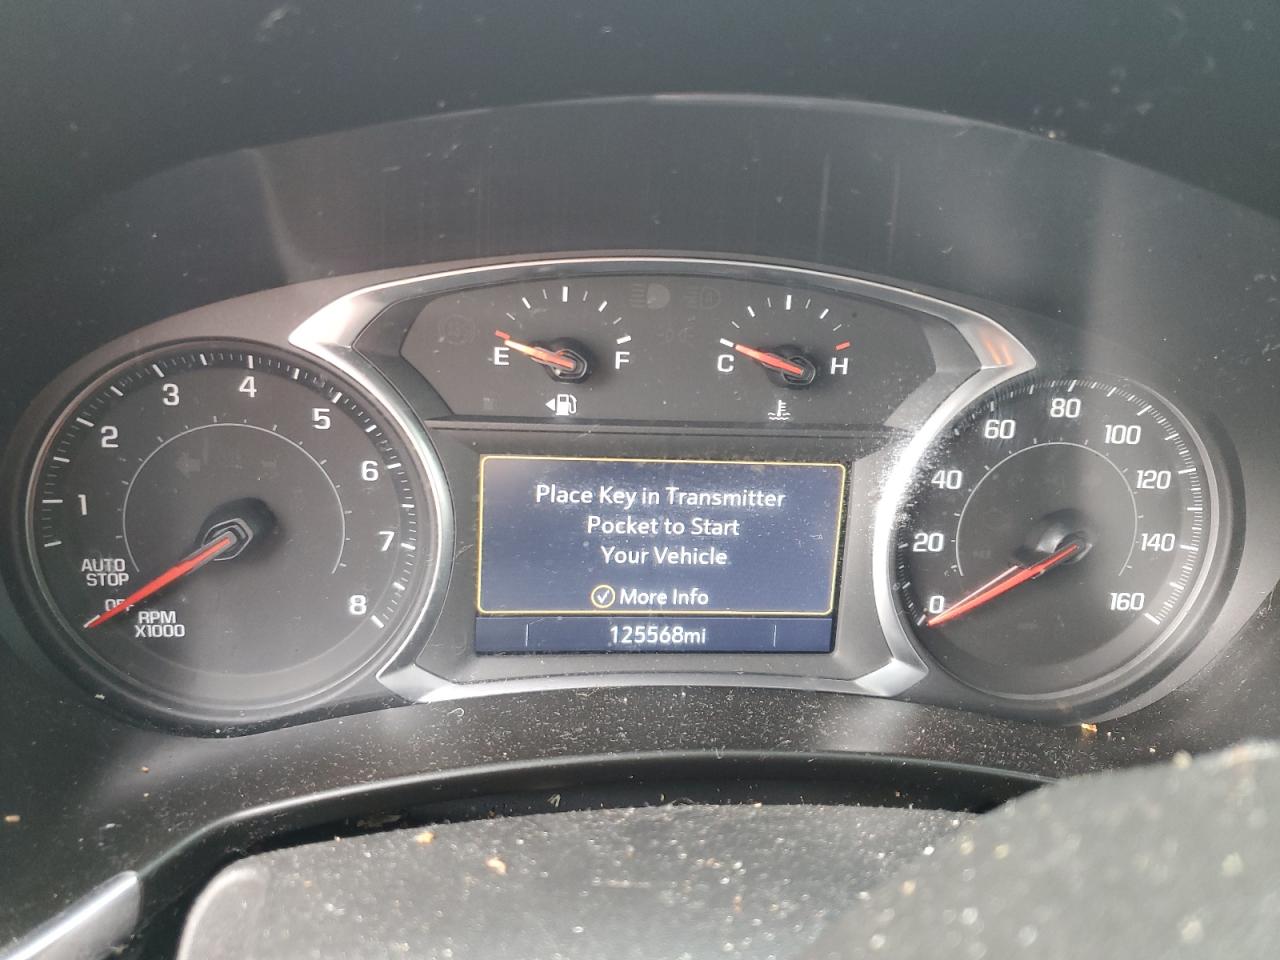 E F
C H
1 2 3 4 5 6 7 8
AUTO
STOP
RPM
X1000
Place Key in Transmitter
Pocket to Start
Your Vehicle
More Info
125568mi
0 20 40 60 80 100 120 140 160